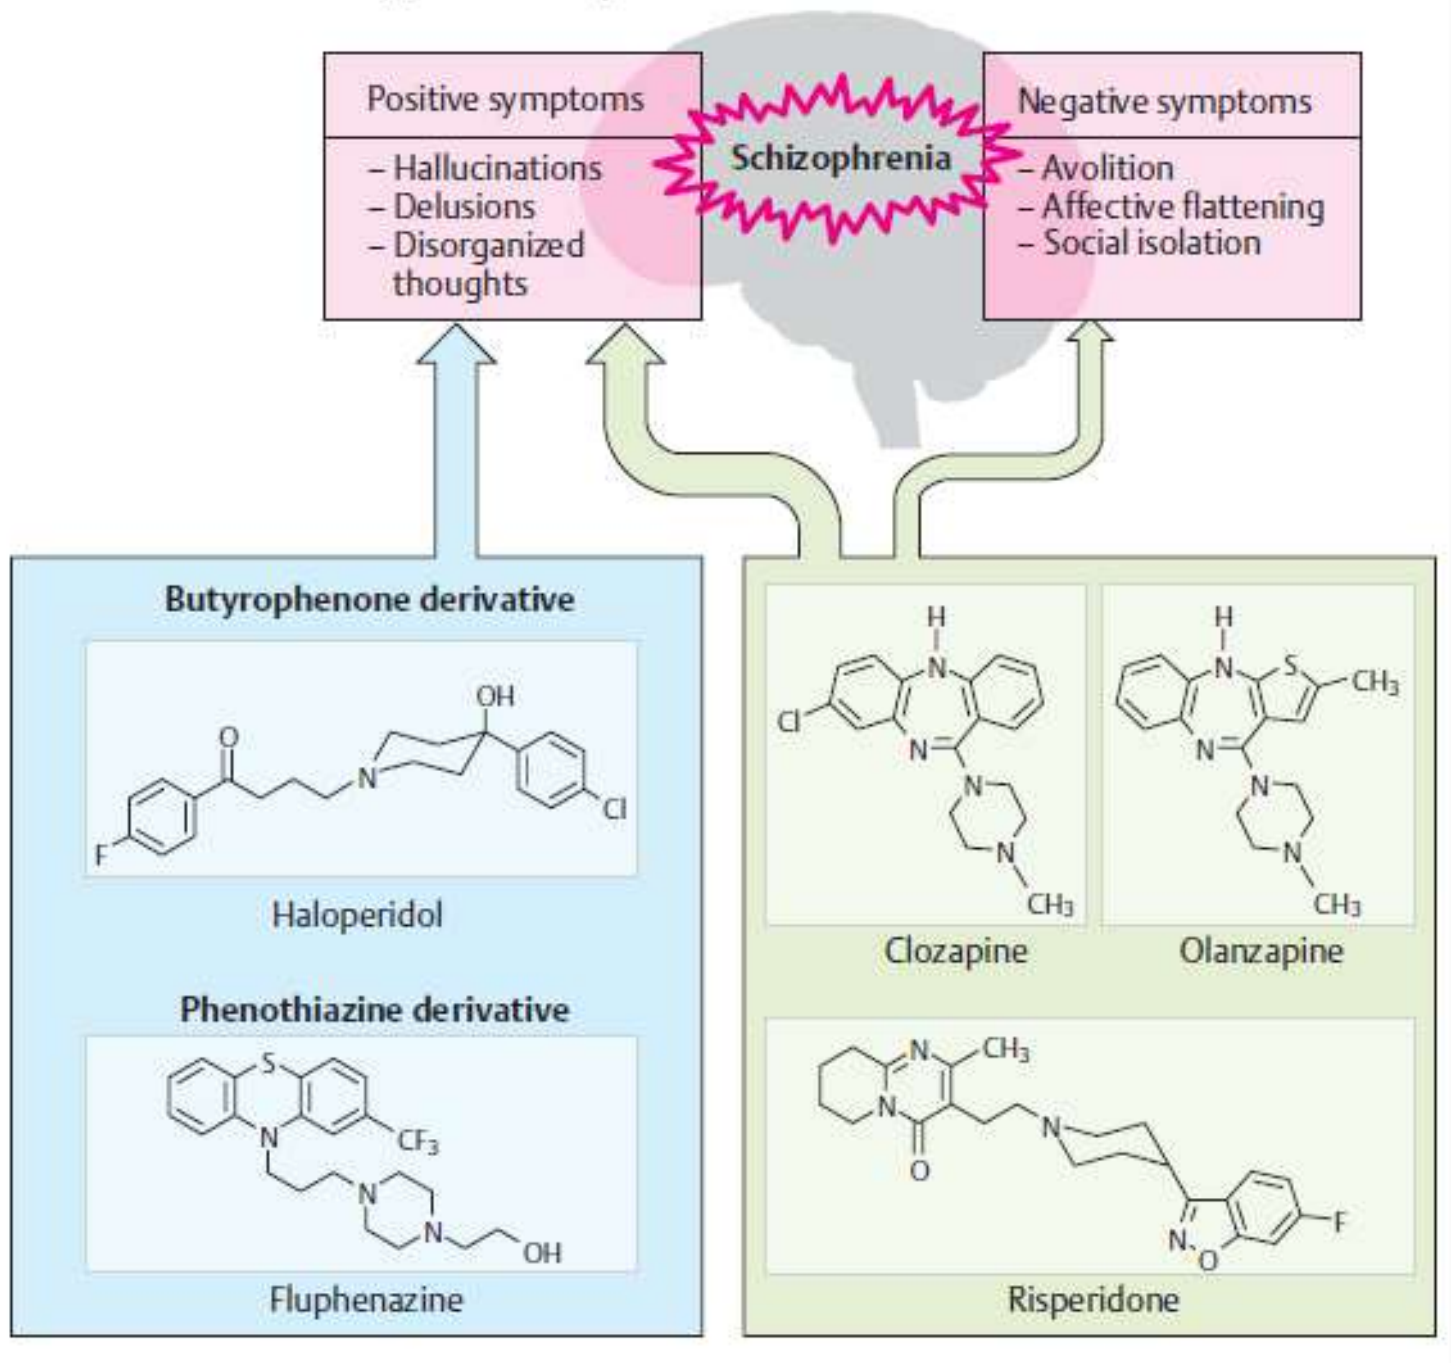 Positive symptoms
– Hallucinations
– Delusions
– Disorganized
thoughts
Schizophrenia
Negative symptoms
– Avolition
– Affective flattening
– Social isolation
Butyrophenone derivative
OH
O
N
Cl
F
Haloperidol
Phenothiazine derivative
S
N
CF3
N
N
OH
Fluphenazine
H
N
Cl
N
N
N
CH3
Clozapine
H
N
S
CH3
N
N
N
CH3
Olanzapine
N
CH3
N
O
N
F
N
O
Risperidone